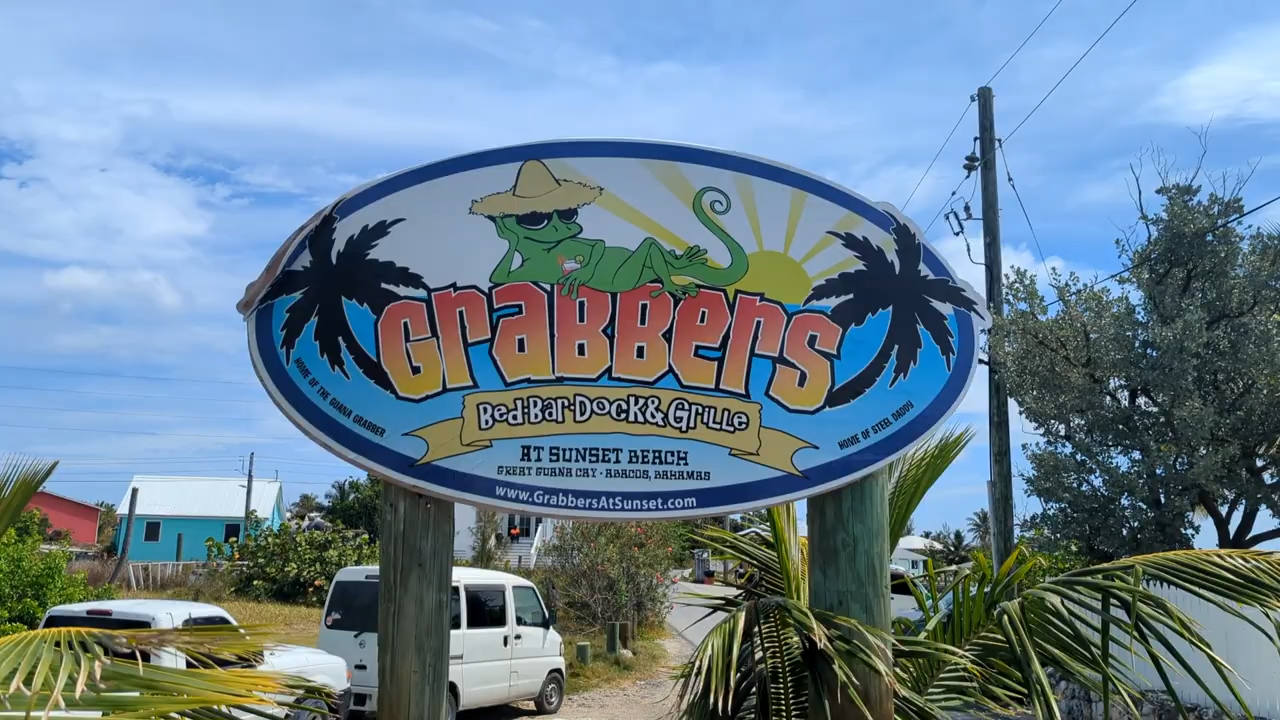 GraBBers
Bed·Bar·Dock&Grille
HOME OF THE GUANA GRABBER
HOME OF STEEL DADDY
AT SUNSET BEACH
GREAT GUANA CAY · ABACOS, BAHAMAS
www.GrabbersAtSunset.com